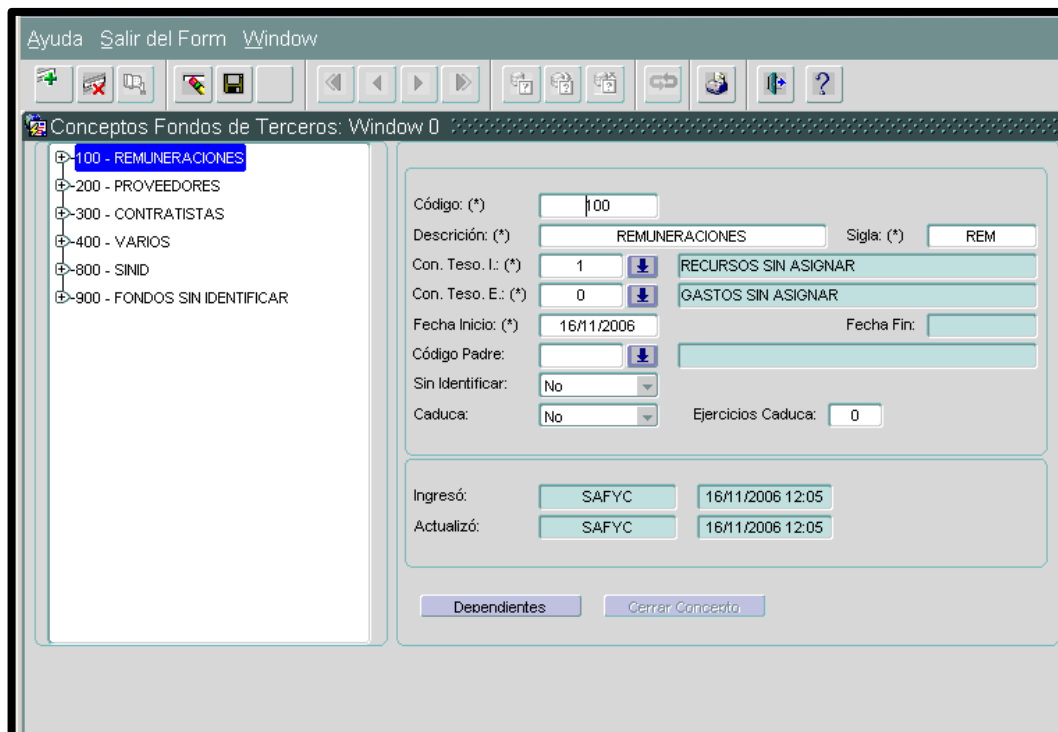 Ayuda Salir del Form Window
Conceptos Fondos de Terceros: Window 0
100 - REMUNERACIONES
200 - PROVEEDORES
300 - CONTRATISTAS
400 - VARIOS
800 - SINID
900 - FONDOS SIN IDENTIFICAR
Código: (*) 100
Descrición: (*) REMUNERACIONES Sigla: (*) REM
Con. Teso. I.: (*) 1 RECURSOS SIN ASIGNAR
Con. Teso. E.: (*) 0 GASTOS SIN ASIGNAR
Fecha Inicio: (*) 16/11/2006 Fecha Fin:
Código Padre:
Sin Identificar: No
Caduca: No Ejercicios Caduca: 0
Ingresó: SAFYC 16/11/2006 12:05
Actualizó: SAFYC 16/11/2006 12:05
Dependientes Cerrar Concepto